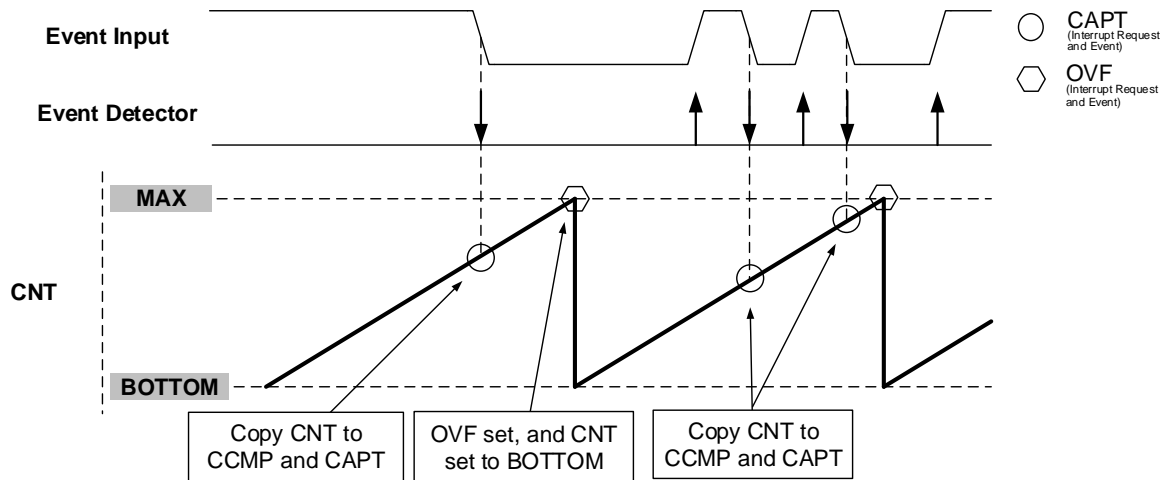 Event Input
CAPT
(Interrupt Request
and Event)
OVF
(Interrupt Request
and Event)
Event Detector
MAX
CNT
BOTTOM
Copy CNT to
CCMP and CAPT
OVF set, and CNT
set to BOTTOM
Copy CNT to
CCMP and CAPT